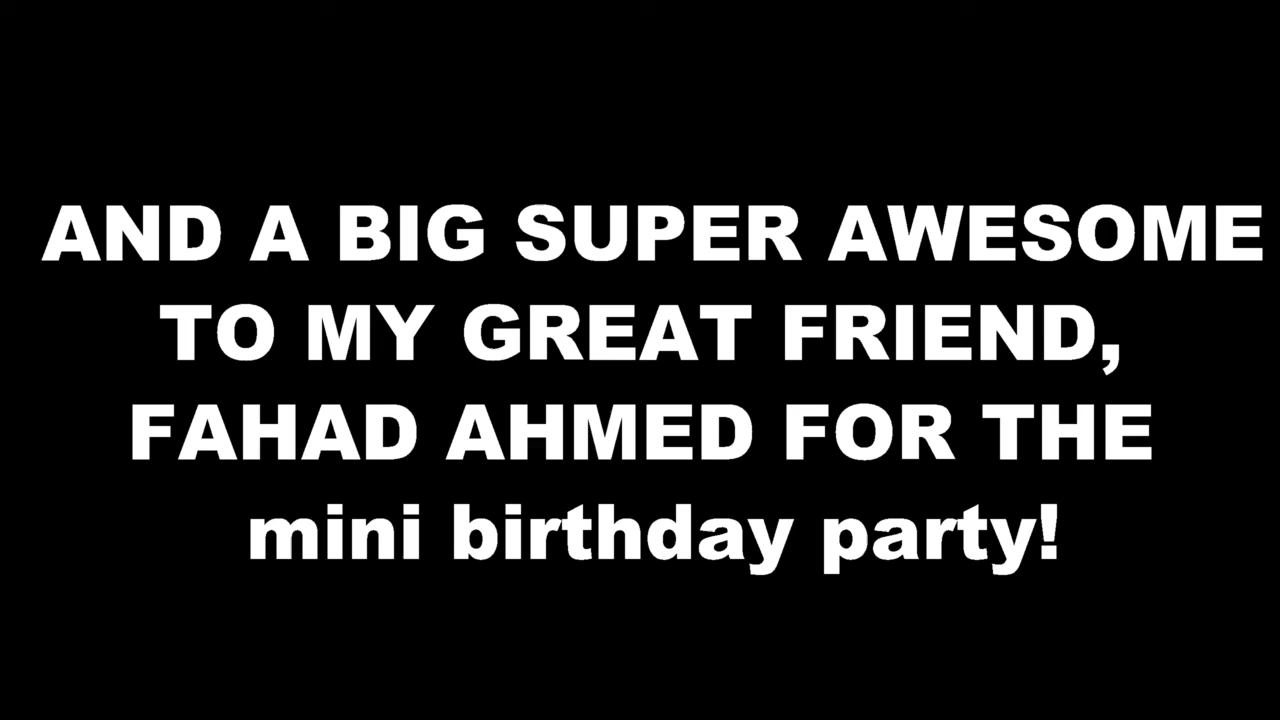 AND A BIG SUPER AWESOME
TO MY GREAT FRIEND,
FAHAD AHMED FOR THE
mini birthday party!